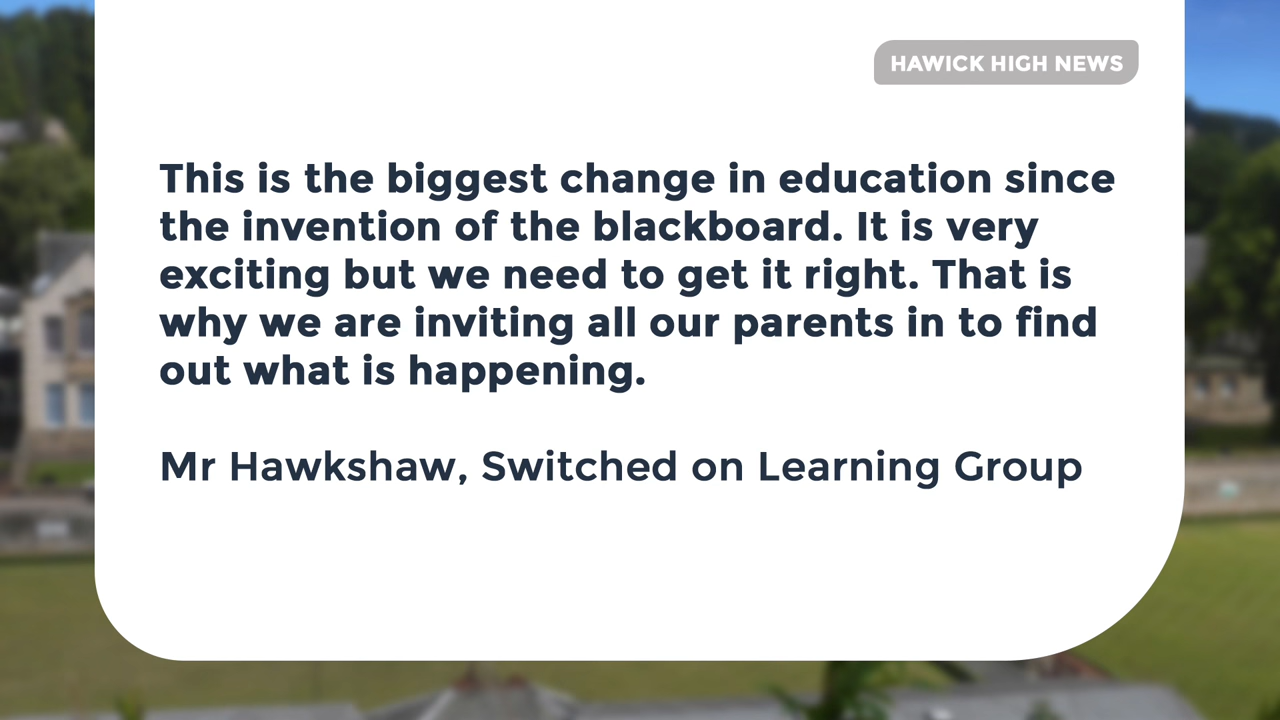 HAWICK HIGH NEWS
This is the biggest change in education since
the invention of the blackboard. It is very
exciting but we need to get it right. That is
why we are inviting all our parents in to find
out what is happening.
Mr Hawkshaw, Switched on Learning Group